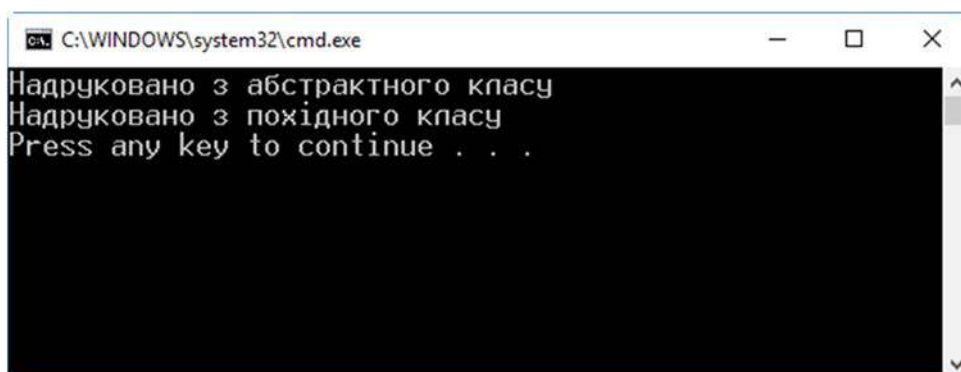 C:\WINDOWS\system32\cmd.exe
Надруковано з абстрактного класу
Надруковано з похідного класу
Press any key to continue . . .